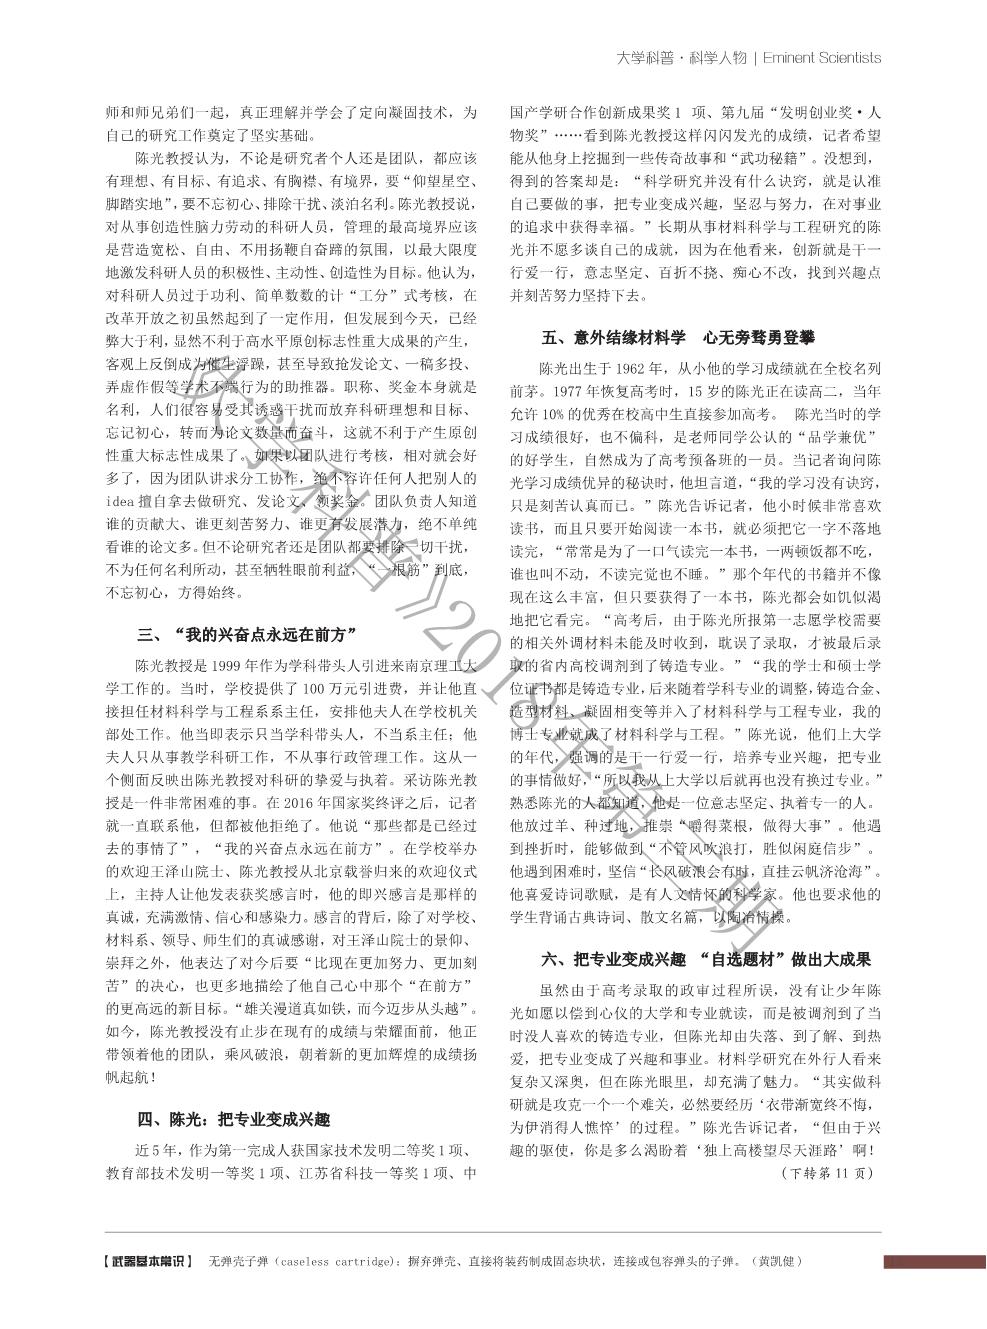 大学科普·科学人物 | Eminent Scientists
师和师兄弟们一起，真正理解并学会了定向凝固技术，为
自己的研究工作奠定了坚实基础。
陈光教授认为，不论是研究者个人还是团队，都应该
有理想、有目标、有追求、有胸襟、有境界，要“仰望星空、
脚踏实地”，要不忘初心、排除干扰、淡泊名利。陈光教授说，
对从事创造性脑力劳动的科研人员，管理的最高境界应该
是营造宽松、自由、不用扬鞭自奋蹄的氛围，以最大限度
地激发科研人员的积极性、主动性、创造性为目标。他认为，
对科研人员过于功利、简单数数的计“工分”式考核，在
改革开放之初虽然起到了一定作用，但发展到今天，已经
弊大于利，显然不利于高水平原创标志性重大成果的产生，
客观上反倒成为催生浮躁，甚至导致抢发论文、一稿多投、
弄虚作假等学术不端行为的助推器。职称、奖金本身就是
名利，人们很容易受其诱惑干扰而放弃科研理想和目标、
忘记初心，转而为论文数量而奋斗，这就不利于产生原创
性重大标志性成果了。如果以团队进行考核，相对就会好
多了，因为团队讲求分工协作，绝不容许任何人把别人的
idea 擅自拿去做研究、发论文、领奖金。团队负责人知道
谁的贡献大、谁更刻苦努力、谁更有发展潜力，绝不单纯
看谁的论文多。但不论研究者还是团队都要排除一切干扰，
不为任何名利所动，甚至牺牲眼前利益，“一根筋”到底，
不忘初心，方得始终。
三、“我的兴奋点永远在前方”
陈光教授是 1999 年作为学科带头人引进来南京理工大
学工作的。当时，学校提供了 100 万元引进费，并让他直
接担任材料科学与工程系系主任，安排他夫人在学校机关
部处工作。他当即表示只当学科带头人，不当系主任；他
夫人只从事教学科研工作，不从事行政管理工作。这从一
个侧面反映出陈光教授对科研的挚爱与执着。采访陈光教
授是一件非常困难的事。在 2016 年国家奖终评之后，记者
就一直联系他，但都被他拒绝了。他说“那些都是已经过
去的事情了”，“我的兴奋点永远在前方”。在学校举办
的欢迎王泽山院士、陈光教授从北京载誉归来的欢迎仪式
上，主持人让他发表获奖感言时，他的即兴感言是那样的
真诚，充满激情、信心和感染力。感言的背后，除了对学校、
材料系、领导、师生们的真诚感谢，对王泽山院士的景仰、
崇拜之外，他表达了对今后要“比现在更加努力、更加刻
苦”的决心，也更多地描绘了他自己心中那个“在前方”
的更高远的新目标。“雄关漫道真如铁，而今迈步从头越”。
如今，陈光教授没有止步在现有的成绩与荣耀面前，他正
带领着他的团队，乘风破浪，朝着新的更加辉煌的成绩扬
帆起航！
四、陈光：把专业变成兴趣
近 5 年，作为第一完成人获国家技术发明二等奖 1 项、
教育部技术发明一等奖 1 项、江苏省科技一等奖 1 项、中
国产学研合作创新成果奖 1 项、第九届“发明创业奖·人
物奖”……看到陈光教授这样闪闪发光的成绩，记者希望
能从他身上挖掘到一些传奇故事和“武功秘籍”。没想到，
得到的答案却是：“科学研究并没有什么诀窍，就是认准
自己要做的事，把专业变成兴趣，坚忍与努力，在对事业
的追求中获得幸福。”长期从事材料科学与工程研究的陈
光并不愿多谈自己的成就，因为在他看来，创新就是干一
行爱一行，意志坚定、百折不挠、痴心不改，找到兴趣点
并刻苦努力坚持下去。
五、意外结缘材料学　心无旁骛勇登攀
陈光出生于 1962 年，从小他的学习成绩就在全校名列
前茅。1977 年恢复高考时，15 岁的陈光正在读高二，当年
允许 10% 的优秀在校高中生直接参加高考。 陈光当时的学
习成绩很好，也不偏科，是老师同学公认的“品学兼优”
的好学生，自然成为了高考预备班的一员。当记者询问陈
光学习成绩优异的秘诀时，他坦言道，“我的学习没有诀窍，
只是刻苦认真而已。”陈光告诉记者，他小时候非常喜欢
读书，而且只要开始阅读一本书，就必须把它一字不落地
读完，“常常是为了一口气读完一本书，一两顿饭都不吃，
谁也叫不动，不读完觉也不睡。”那个年代的书籍并不像
现在这么丰富，但只要获得了一本书，陈光都会如饥似渴
地把它看完。“高考后，由于陈光所报第一志愿学校需要
的相关外调材料未能及时收到，耽误了录取，才被最后录
取的省内高校调剂到了铸造专业。”“我的学士和硕士学
位证书都是铸造专业，后来随着学科专业的调整，铸造合金、
造型材料、凝固相变等并入了材料科学与工程专业，我的
博士专业就成了材料科学与工程。”陈光说，他们上大学
的年代，强调的是干一行爱一行，培养专业兴趣，把专业
的事情做好，“所以我从上大学以后就再也没有换过专业。”
熟悉陈光的人都知道，他是一位意志坚定、执着专一的人。
他放过羊、种过地，推崇“嚼得菜根，做得大事”。他遇
到挫折时，能够做到“不管风吹浪打，胜似闲庭信步”。
他遇到困难时，坚信“长风破浪会有时，直挂云帆济沧海”。
他喜爱诗词歌赋，是有人文情怀的科学家。他也要求他的
学生背诵古典诗词、散文名篇，以陶冶情操。
六、把专业变成兴趣　“自选题材”做出大成果
虽然由于高考录取的政审过程所误，没有让少年陈
光如愿以偿到心仪的大学和专业就读，而是被调剂到了当
时没人喜欢的铸造专业，但陈光却由失落、到了解、到热
爱，把专业变成了兴趣和事业。材料学研究在外行人看来
复杂又深奥，但在陈光眼里，却充满了魅力。“其实做科
研就是攻克一个一个难关，必然要经历‘衣带渐宽终不悔，
为伊消得人憔悴’的过程。”陈光告诉记者，“但由于兴
趣的驱使，你是多么渴盼着‘独上高楼望尽天涯路’啊！
（下转第 11 页）
【武器基本常识】 无弹壳子弹（caseless cartridge）：摒弃弹壳、直接将装药制成固态块状，连接或包容弹头的子弹。（黄凯健）
学科普》2018年第二期